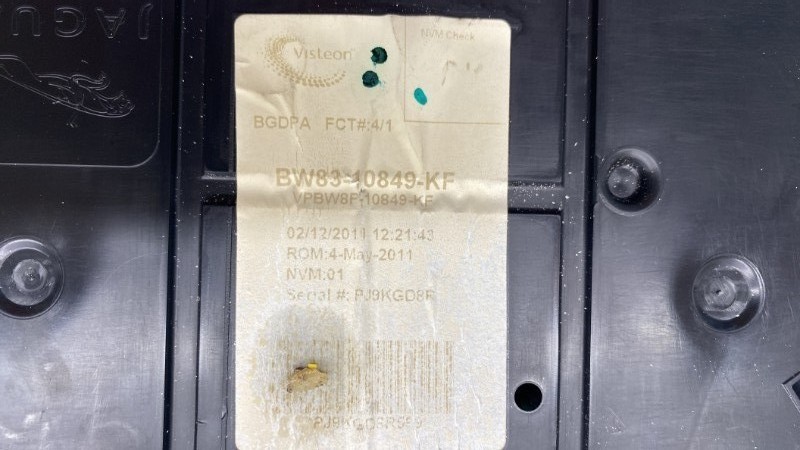 JAGU
Visteon
NVM Check
BGDPA FCT#:4/1
BW83-10849-KF
VPBW8F-10849-KF
02/12/2011 12:21:43
ROM:4-May-2011
NVM:01
Serial #: PJ9KGD8R